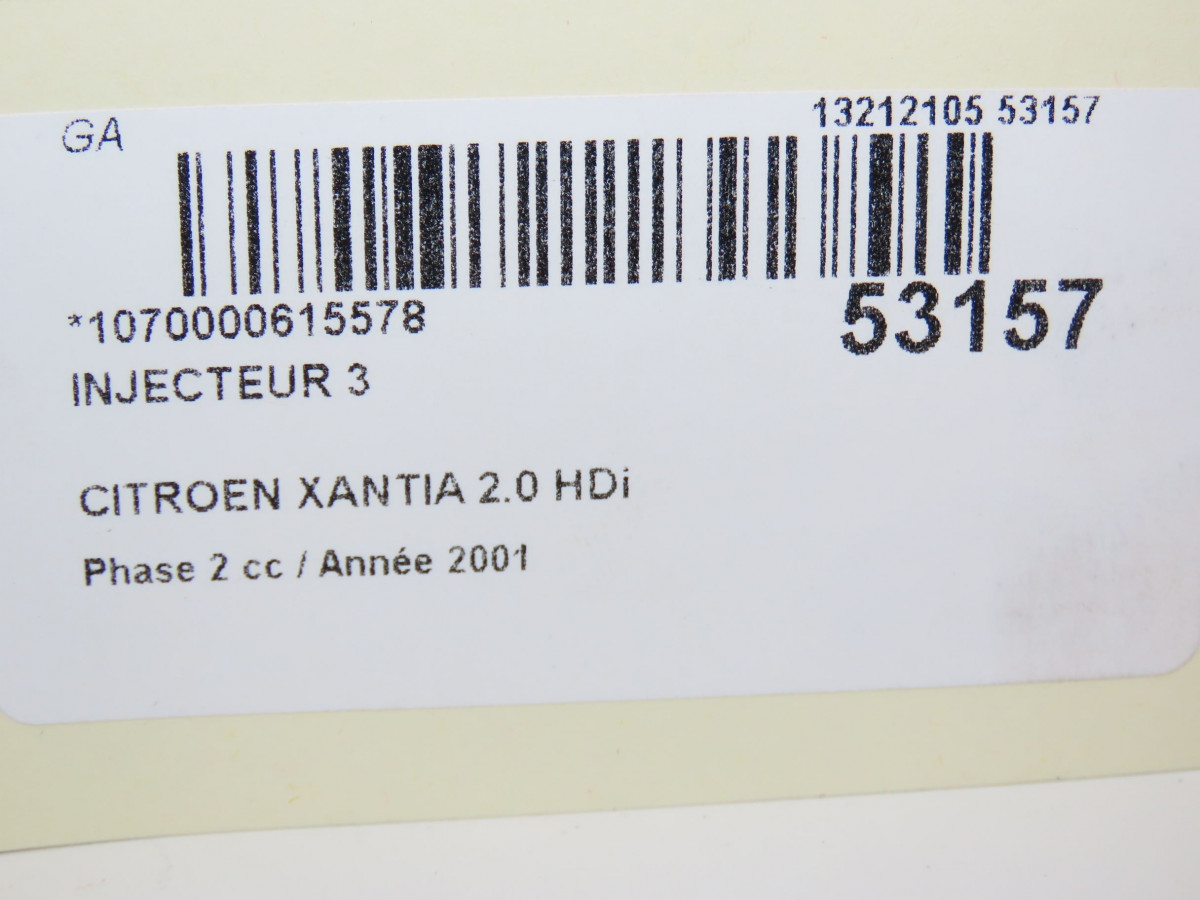 GA
13212105 53157
*1070000615578
53157
INJECTEUR 3
CITROEN XANTIA 2.0 HDi
Phase 2 cc / Année 2001